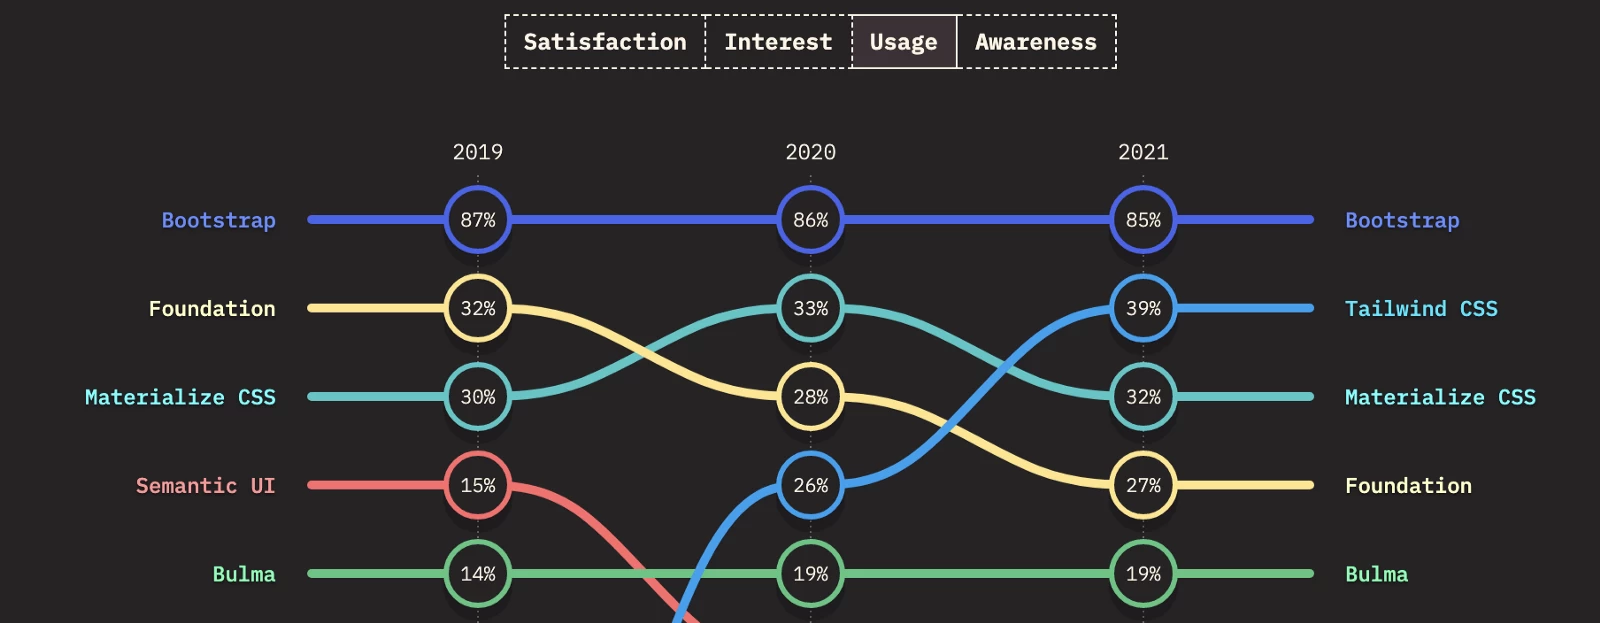 Satisfaction Interest Usage Awareness
2019 2020 2021
Bootstrap 87% 86% 85% Bootstrap
Foundation 32% 33% 39% Tailwind CSS
Materialize CSS 30% 28% 32% Materialize CSS
Semantic UI 15% 26% 27% Foundation
Bulma 14% 19% 19% Bulma